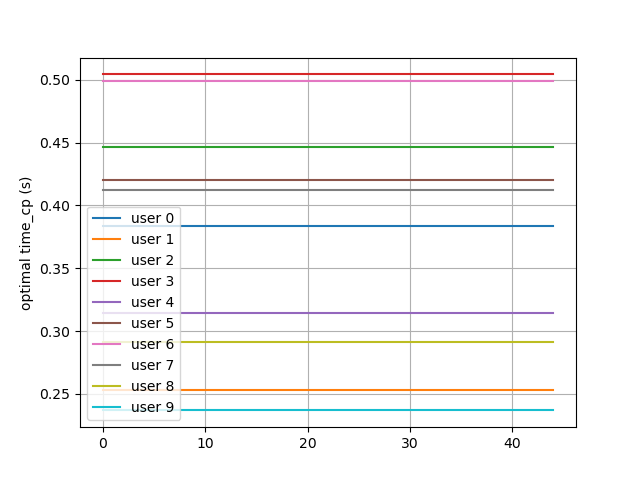 optimal time_cp (s)
0.50
0.45
0.40
0.35
0.30
0.25
user 0
user 1
user 2
user 3
user 4
user 5
user 6
user 7
user 8
user 9
0 10 20 30 40